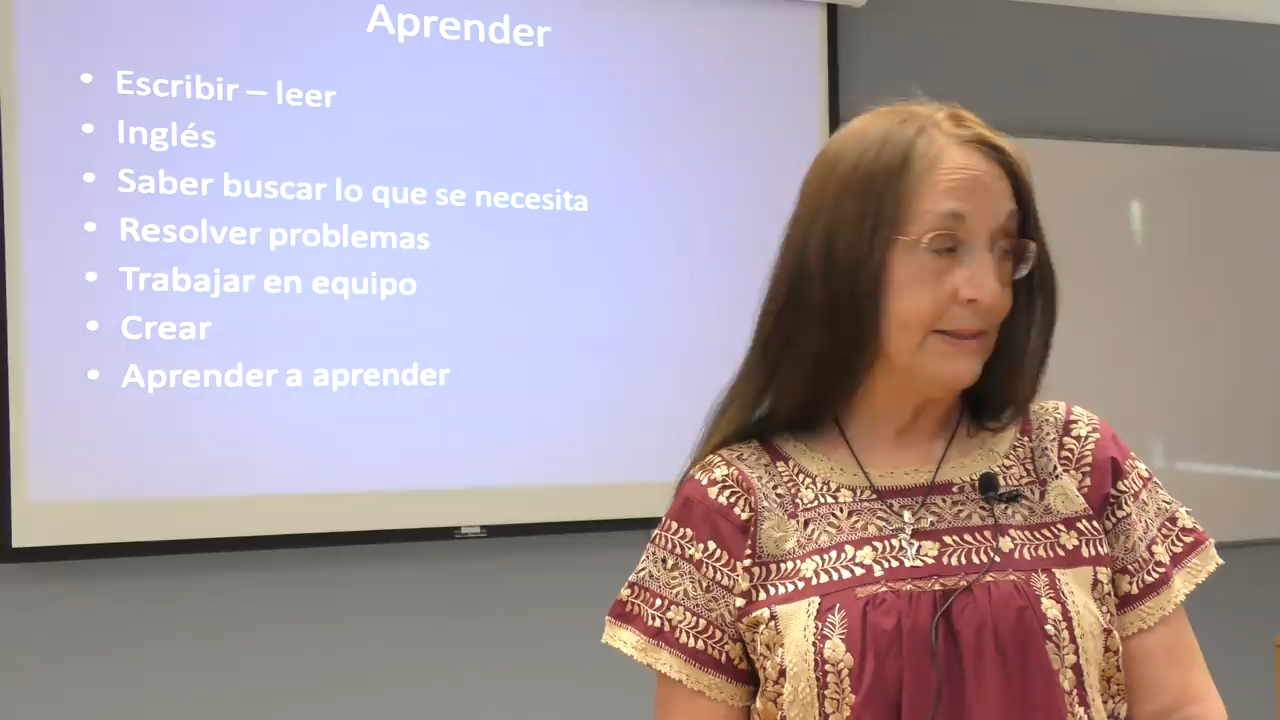 Aprender
• Escribir – leer
• Inglés
• Saber buscar lo que se necesita
• Resolver problemas
• Trabajar en equipo
• Crear
• Aprender a aprender